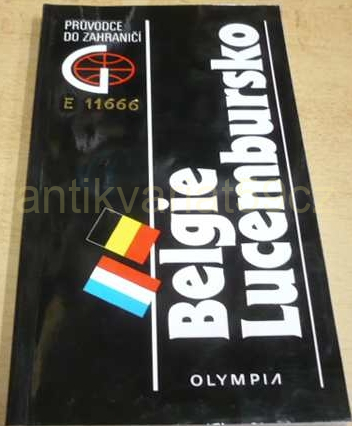 PRŮVODCE
DO ZAHRANIČÍ
G
E 11666
Belgie
Lucembursko
OLYMPIA